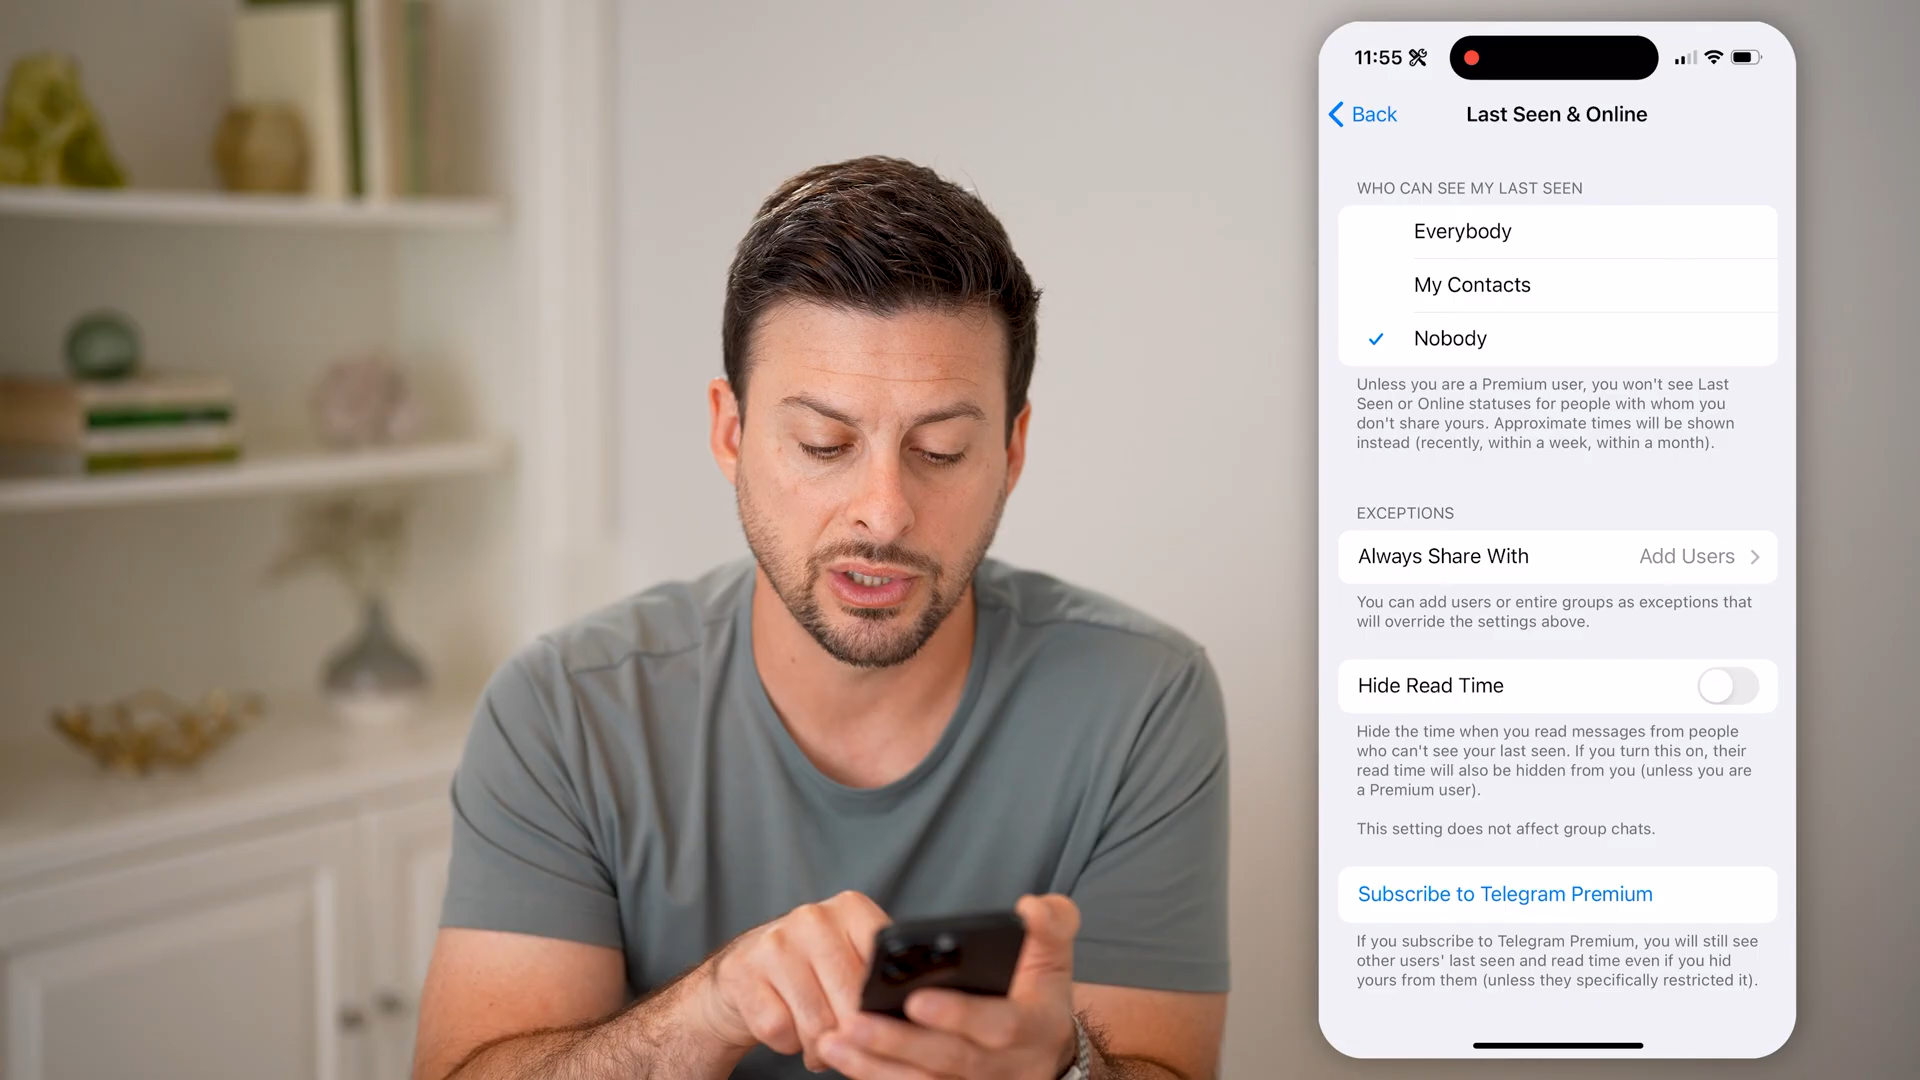 11:55
Back
Last Seen & Online
WHO CAN SEE MY LAST SEEN
Everybody
My Contacts
Nobody
Unless you are a Premium user, you won't see Last
Seen or Online statuses for people with whom you
don't share yours. Approximate times will be shown
instead (recently, within a week, within a month).
EXCEPTIONS
Always Share With Add Users
You can add users or entire groups as exceptions that
will override the settings above.
Hide Read Time
Hide the time when you read messages from people
who can't see your last seen. If you turn this on, their
read time will also be hidden from you (unless you are
a Premium user).
This setting does not affect group chats.
Subscribe to Telegram Premium
If you subscribe to Telegram Premium, you will still see
other users' last seen and read time even if you hid
yours from them (unless they specifically restricted it).